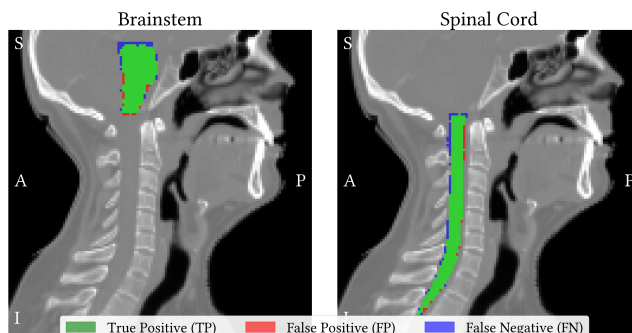 Brainstem
Spinal Cord
S
S
A
P
A
P
I
True Positive (TP)
False Positive (FP)
False Negative (FN)